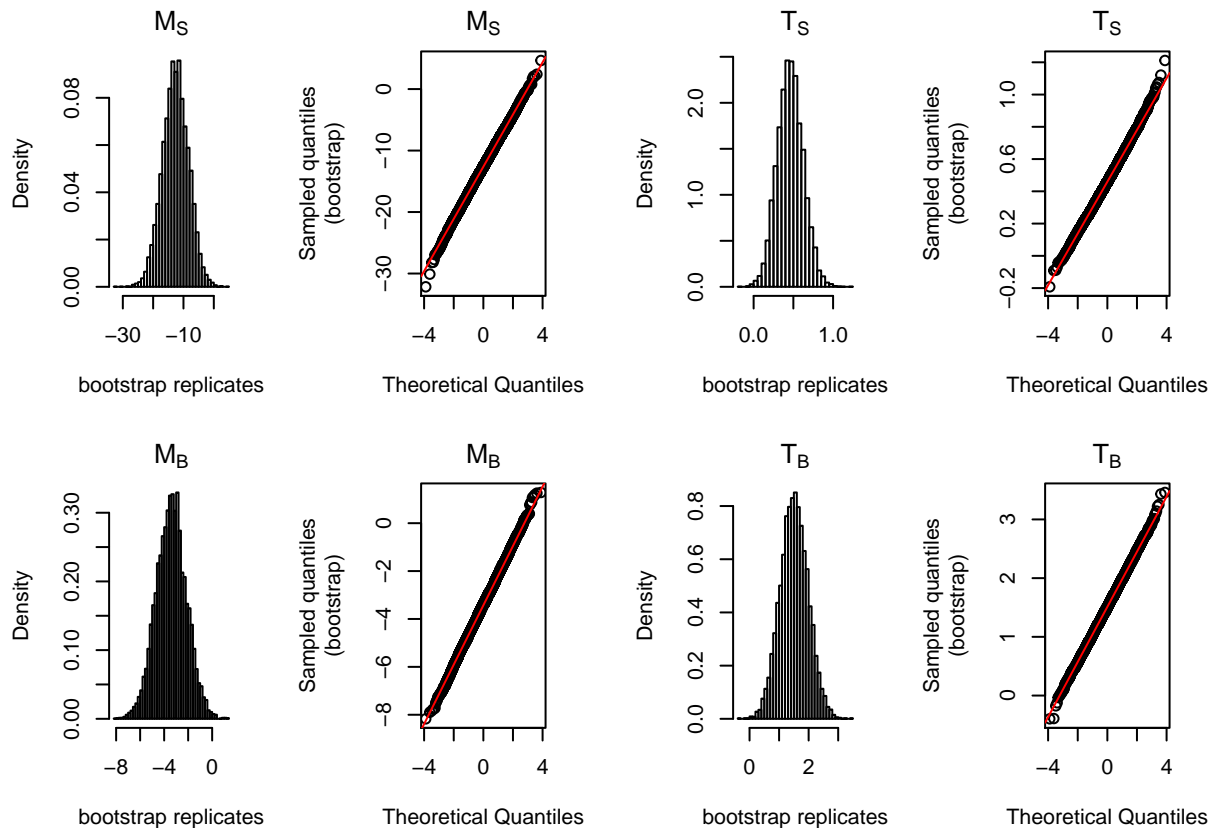 M_S
M_S
T_S
T_S
Density
0.00
0.04
0.08
−30
−10
bootstrap replicates
Sampled quantiles
(bootstrap)
−30
−20
−10
0
−4
0
4
Theoretical Quantiles
Density
0.0
1.0
2.0
0.0
1.0
bootstrap replicates
Sampled quantiles
(bootstrap)
−0.2
0.2
0.6
1.0
−4
0
4
Theoretical Quantiles
M_B
M_B
T_B
T_B
Density
0.00
0.10
0.20
0.30
−8
−4
0
bootstrap replicates
Sampled quantiles
(bootstrap)
−8
−6
−4
−2
0
−4
0
4
Theoretical Quantiles
Density
0.0
0.2
0.4
0.6
0.8
0
2
bootstrap replicates
Sampled quantiles
(bootstrap)
0
1
2
3
−4
0
4
Theoretical Quantiles